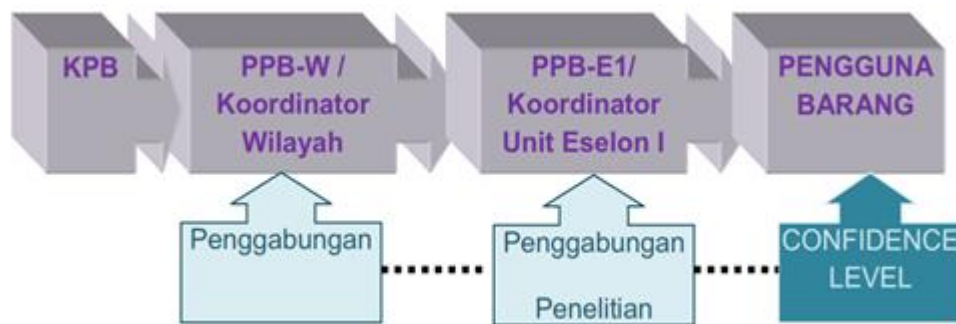 KPB
PPB-W /
Koordinator
Wilayah
PPB-E1/
Koordinator
Unit Eselon I
PENGGUNA
BARANG
Penggabungan
Penggabungan
Penelitian
CONFIDENCE
LEVEL